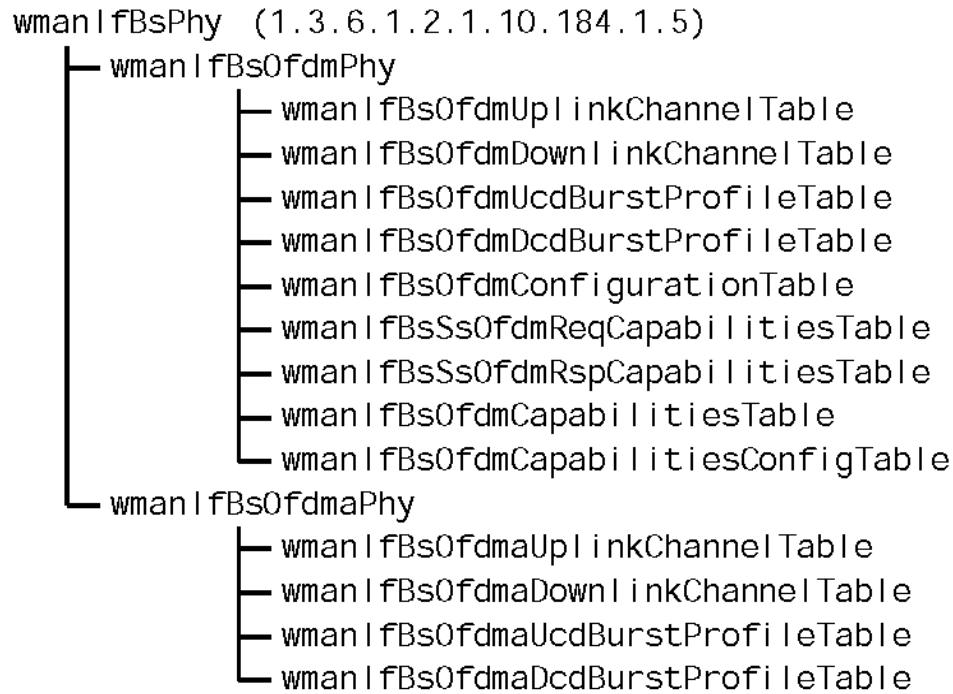 wmanIfBsPhy (1.3.6.1.2.1.10.184.1.5)
wmanIfBsOfdmPhy
wmanIfBsOfdmUplinkChannelTable
wmanIfBsOfdmDownlinkChannelTable
wmanIfBsOfdmUcdBurstProfileTable
wmanIfBsOfdmDcdBurstProfileTable
wmanIfBsOfdmConfigurationTable
wmanIfBsSsOfdmReqCapabilitiesTable
wmanIfBsSsOfdmRspCapabilitiesTable
wmanIfBsOfdmCapabilitiesTable
wmanIfBsOfdmCapabilitiesConfigTable
wmanIfBsOfdmaPhy
wmanIfBsOfdmaUplinkChannelTable
wmanIfBsOfdmaDownlinkChannelTable
wmanIfBsOfdmaUcdBurstProfileTable
wmanIfBsOfdmaDcdBurstProfileTable